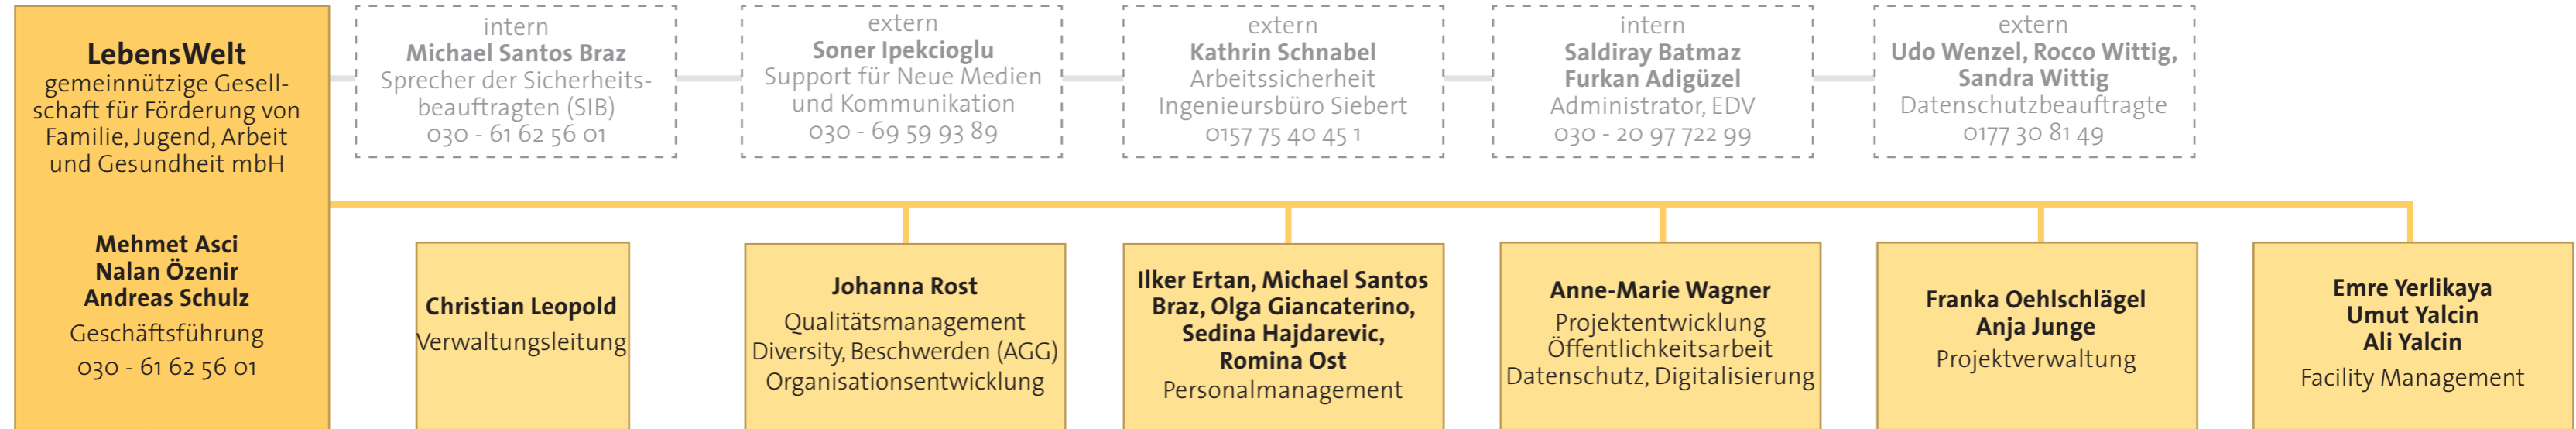 LebensWelt
gemeinnützige Gesell-
schaft für Förderung von
Familie, Jugend, Arbeit
und Gesundheit mbH
Mehmet Asci
Nalan Özenir
Andreas Schulz
Geschäftsführung
030 - 61 62 56 01
intern
Michael Santos Braz
Sprecher der Sicherheits-
beauftragten (SIB)
030 - 61 62 56 01
extern
Soner Ipekcioglu
Support für Neue Medien
und Kommunikation
030 - 69 59 93 89
extern
Kathrin Schnabel
Arbeitssicherheit
Ingenieursbüro Siebert
0157 75 40 45 1
intern
Saldiray Batmaz
Furkan Adigüzel
Administrator, EDV
030 - 20 97 722 99
extern
Udo Wenzel, Rocco Wittig,
Sandra Wittig
Datenschutzbeauftragte
0177 30 81 49
Christian Leopold
Verwaltungsleitung
Johanna Rost
Qualitätsmanagement
Diversity, Beschwerden (AGG)
Organisationsentwicklung
Ilker Ertan, Michael Santos
Braz, Olga Giancaterino,
Sedina Hajdarevic,
Romina Ost
Personalmanagement
Anne-Marie Wagner
Projektentwicklung
Öffentlichkeitsarbeit
Datenschutz, Digitalisierung
Franka Oehlschlägel
Anja Junge
Projektverwaltung
Emre Yerlikaya
Umut Yalcin
Ali Yalcin
Facility Management